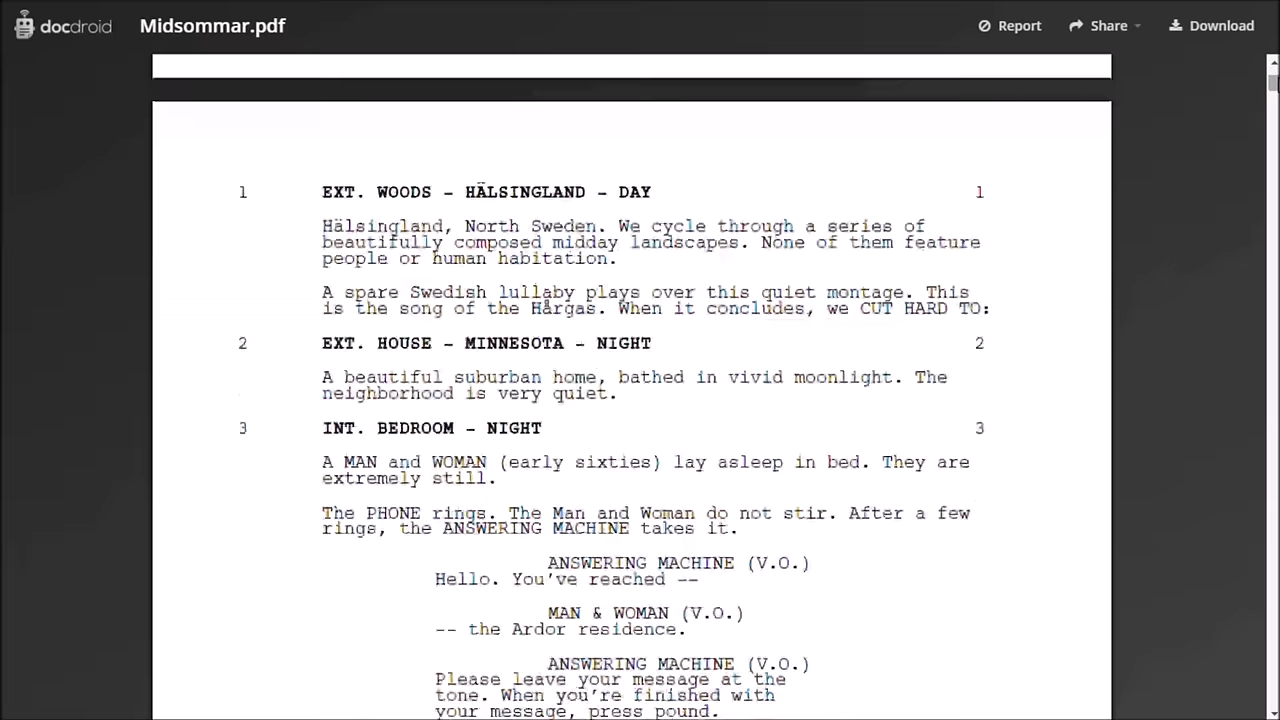 docdroid Midsommar.pdf Report Share Download
1 EXT. WOODS – HÄLSINGLAND – DAY 1
Hälsingland, North Sweden. We cycle through a series of
beautifully composed midday landscapes. None of them feature
people or human habitation.
A spare Swedish lullaby plays over this quiet montage. This
is the song of the Hårgas. When it concludes, we CUT HARD TO:
2 EXT. HOUSE – MINNESOTA – NIGHT 2
A beautiful suburban home, bathed in vivid moonlight. The
neighborhood is very quiet.
3 INT. BEDROOM – NIGHT 3
A MAN and WOMAN (early sixties) lay asleep in bed. They are
extremely still.
The PHONE rings. The Man and Woman do not stir. After a few
rings, the ANSWERING MACHINE takes it.
ANSWERING MACHINE (V.O.)
Hello. You've reached --
MAN & WOMAN (V.O.)
-- the Ardor residence.
ANSWERING MACHINE (V.O.)
Please leave your message at the
tone. When you're finished with
your message, press pound.